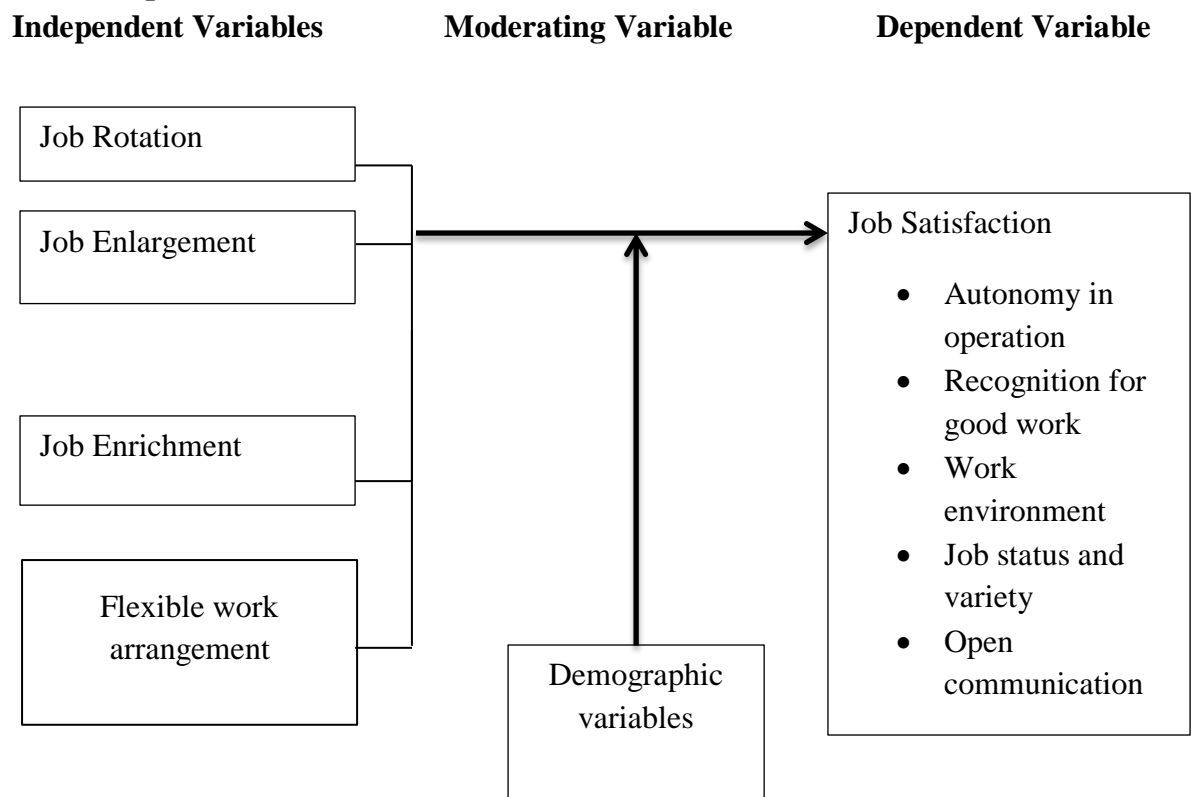 Independent Variables
Moderating Variable
Dependent Variable
Job Rotation
Job Enlargement
Job Enrichment
Flexible work
arrangement
Demographic
variables
Job Satisfaction
• Autonomy in
operation
• Recognition for
good work
• Work
environment
• Job status and
variety
• Open
communication